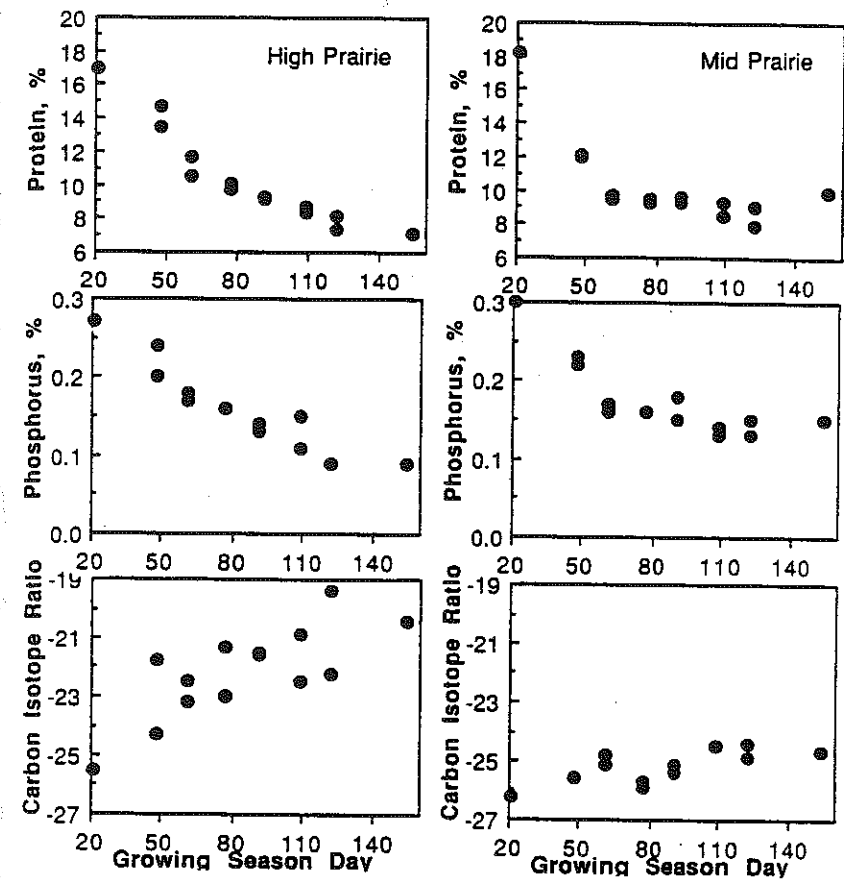 High Prairie
Protein, %
20
18
16
14
12
10
8
6
20 50 80 110 140
Mid Prairie
Protein, %
20
18
16
14
12
10
8
6
20 50 80 110 140
Phosphorus, %
0.3
0.2
0.1
0.0
20 50 80 110 140
Phosphorus, %
0.3
0.2
0.1
0.0
20 50 80 110 140
Carbon Isotope Ratio
-19
-21
-23
-25
-27
20 50 80 110 140
Growing Season Day
Carbon Isotope Ratio
-19
-21
-23
-25
-27
20 50 80 110 140
Growing Season Day